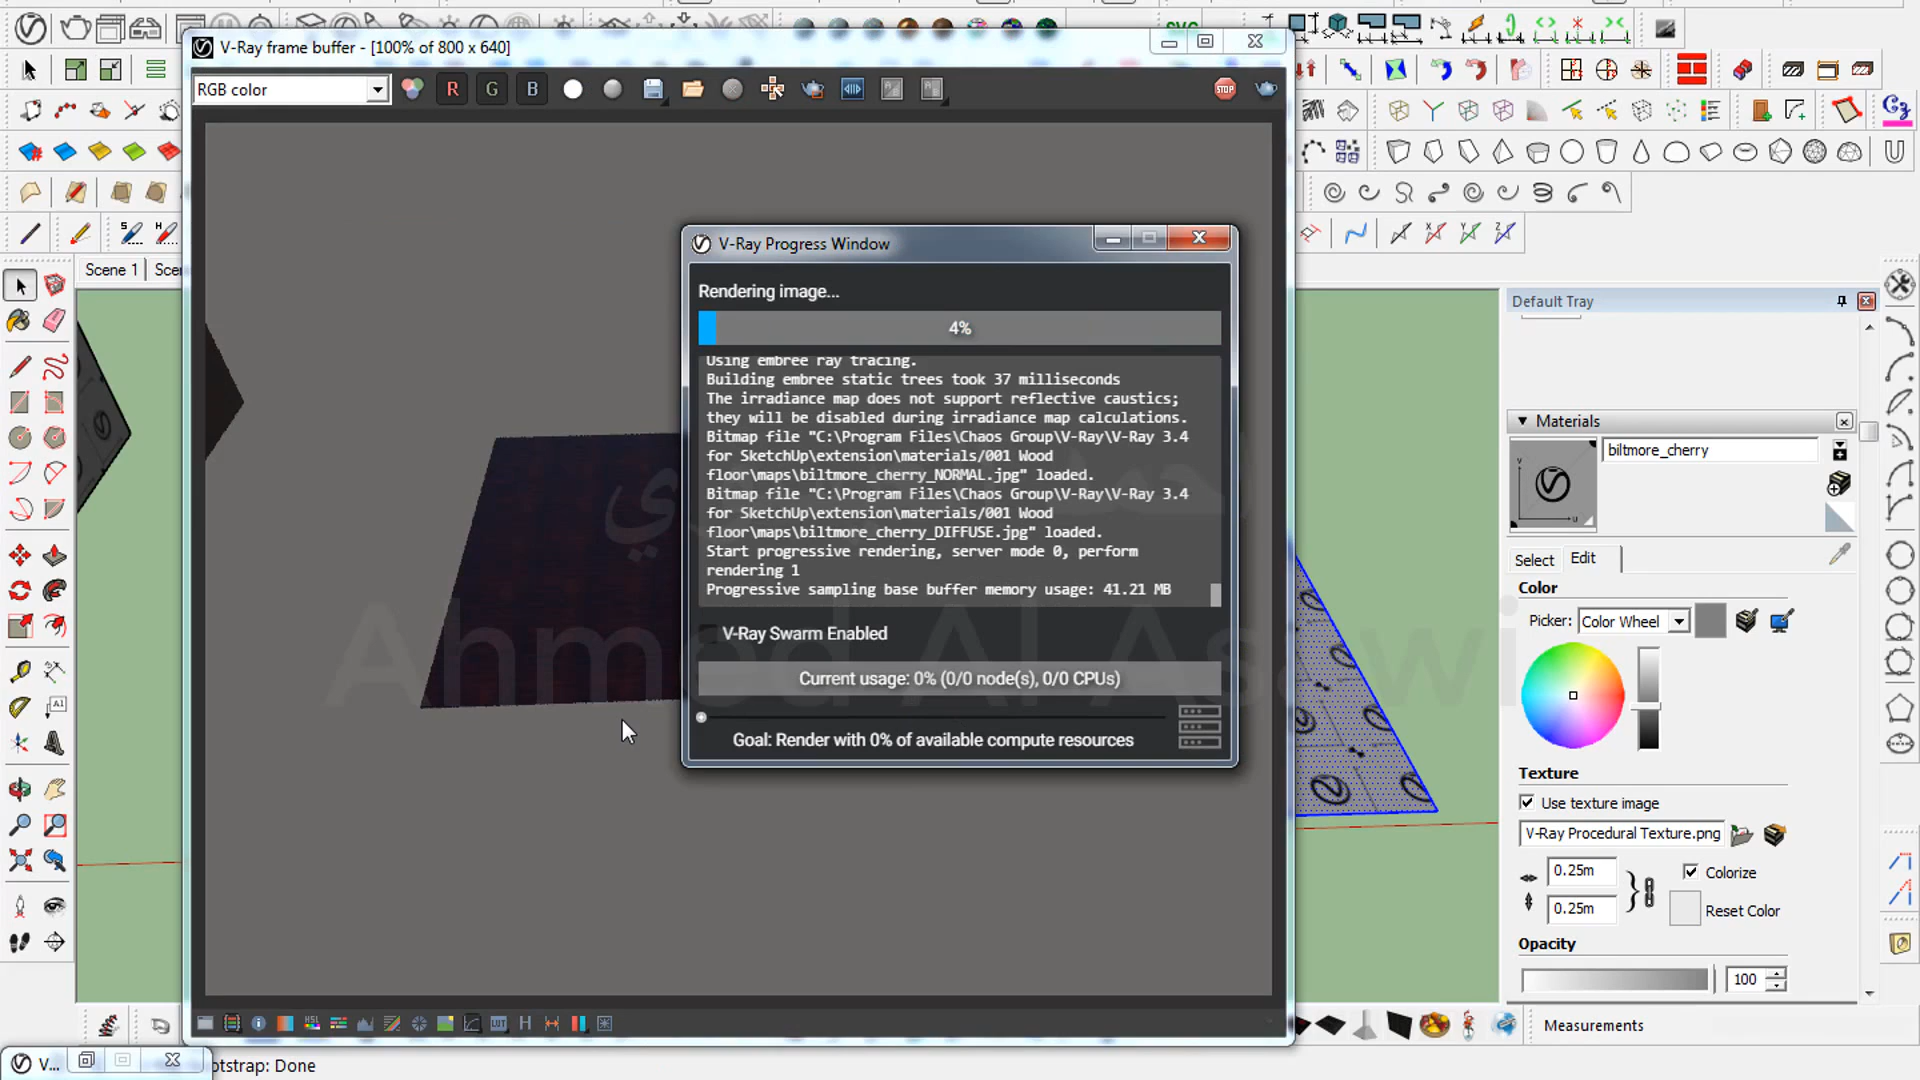 V-Ray frame buffer - [100% of 800 x 640]
RGB color
R
G
B
STOP
Scene 1
Sce
V-Ray Progress Window
Rendering image...
4%
Using embree ray tracing.
Building embree static trees took 37 milliseconds
The irradiance map does not support reflective caustics;
they will be disabled during irradiance map calculations.
Bitmap file "C:\Program Files\Chaos Group\V-Ray\V-Ray 3.4
for SketchUp\extension\materials/001 Wood
floor\maps\biltmore_cherry_NORMAL.jpg" loaded.
Bitmap file "C:\Program Files\Chaos Group\V-Ray\V-Ray 3.4
for SketchUp\extension\materials/001 Wood
floor\maps\biltmore_cherry_DIFFUSE.jpg" loaded.
Start progressive rendering, server mode 0, perform
rendering 1
Progressive sampling base buffer memory usage: 41.21 MB
V-Ray Swarm Enabled
Current usage: 0% (0/0 node(s), 0/0 CPUs)
Goal: Render with 0% of available compute resources
Ahmed Al Asawi
Default Tray
Materials
biltmore_cherry
Select
Edit
Color
Picker:
Color Wheel
Texture
Use texture image
V-Ray Procedural Texture.png
0.25m
Colorize
0.25m
Reset Color
Opacity
100
Measurements
V...
otstrap: Done